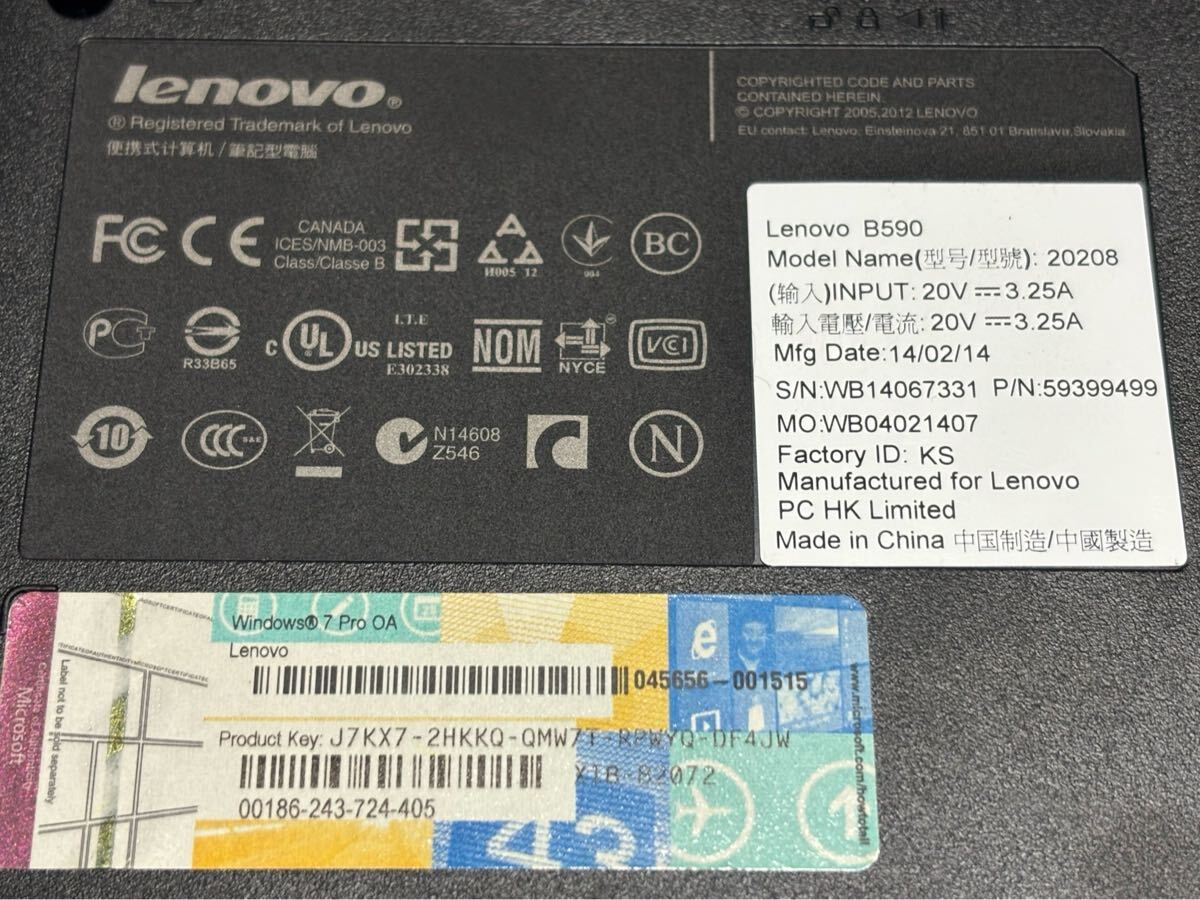 lenovo®
® Registered Trademark of Lenovo
便携式计算机 / 筆記型電腦
COPYRIGHTED CODE AND PARTS
CONTAINED HEREIN.
© COPYRIGHT 2005,2012 LENOVO
EU contact: Lenovo, Einsteinova 21, 851 01 Bratislava, Slovakia
FC CE
CANADA
ICES/NMB-003
Class/Classe B
И005 12
004
BC
R33B65
C UL US LISTED
I.T.E
E302338
NOM
NYCE
VCI
10
CCC S&E
N14608
Z546
N
Lenovo B590
Model Name(型号/型號): 20208
(输入)INPUT: 20V ⎓ 3.25A
輸入電壓/電流: 20V ⎓ 3.25A
Mfg Date:14/02/14
S/N:WB14067331 P/N:59399499
MO:WB04021407
Factory ID: KS
Manufactured for Lenovo
PC HK Limited
Made in China 中国制造/中國製造
Windows® 7 Pro OA
Lenovo
045656-001515
Product Key: J7KX7-2HKKQ-QMW7T-RPWYQ-DF4JW
X18-82072
00186-243-724-405
Label not to be sold separately
Microsoft
www.microsoft.com/howtotell